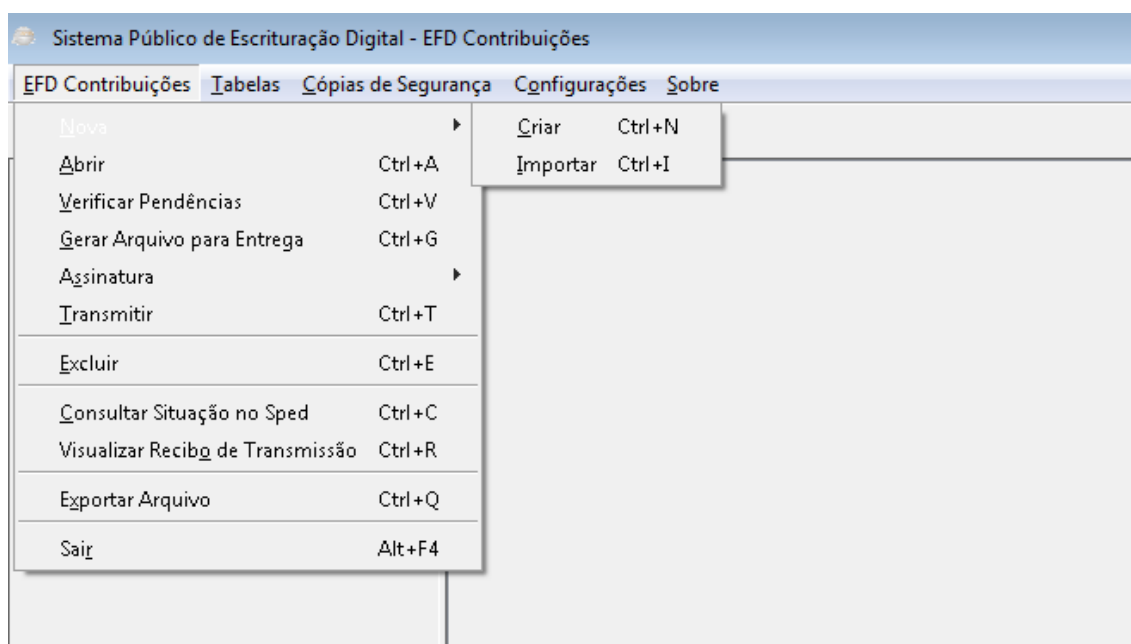 Sistema Público de Escrituração Digital - EFD Contribuições
EFD Contribuições Tabelas Cópias de Segurança Configurações Sobre
Nova
Criar Ctrl+N
Importar Ctrl+I
Abrir Ctrl+A
Verificar Pendências Ctrl+V
Gerar Arquivo para Entrega Ctrl+G
Assinatura
Transmitir Ctrl+T
Excluir Ctrl+E
Consultar Situação no Sped Ctrl+C
Visualizar Recibo de Transmissão Ctrl+R
Exportar Arquivo Ctrl+Q
Sair Alt+F4